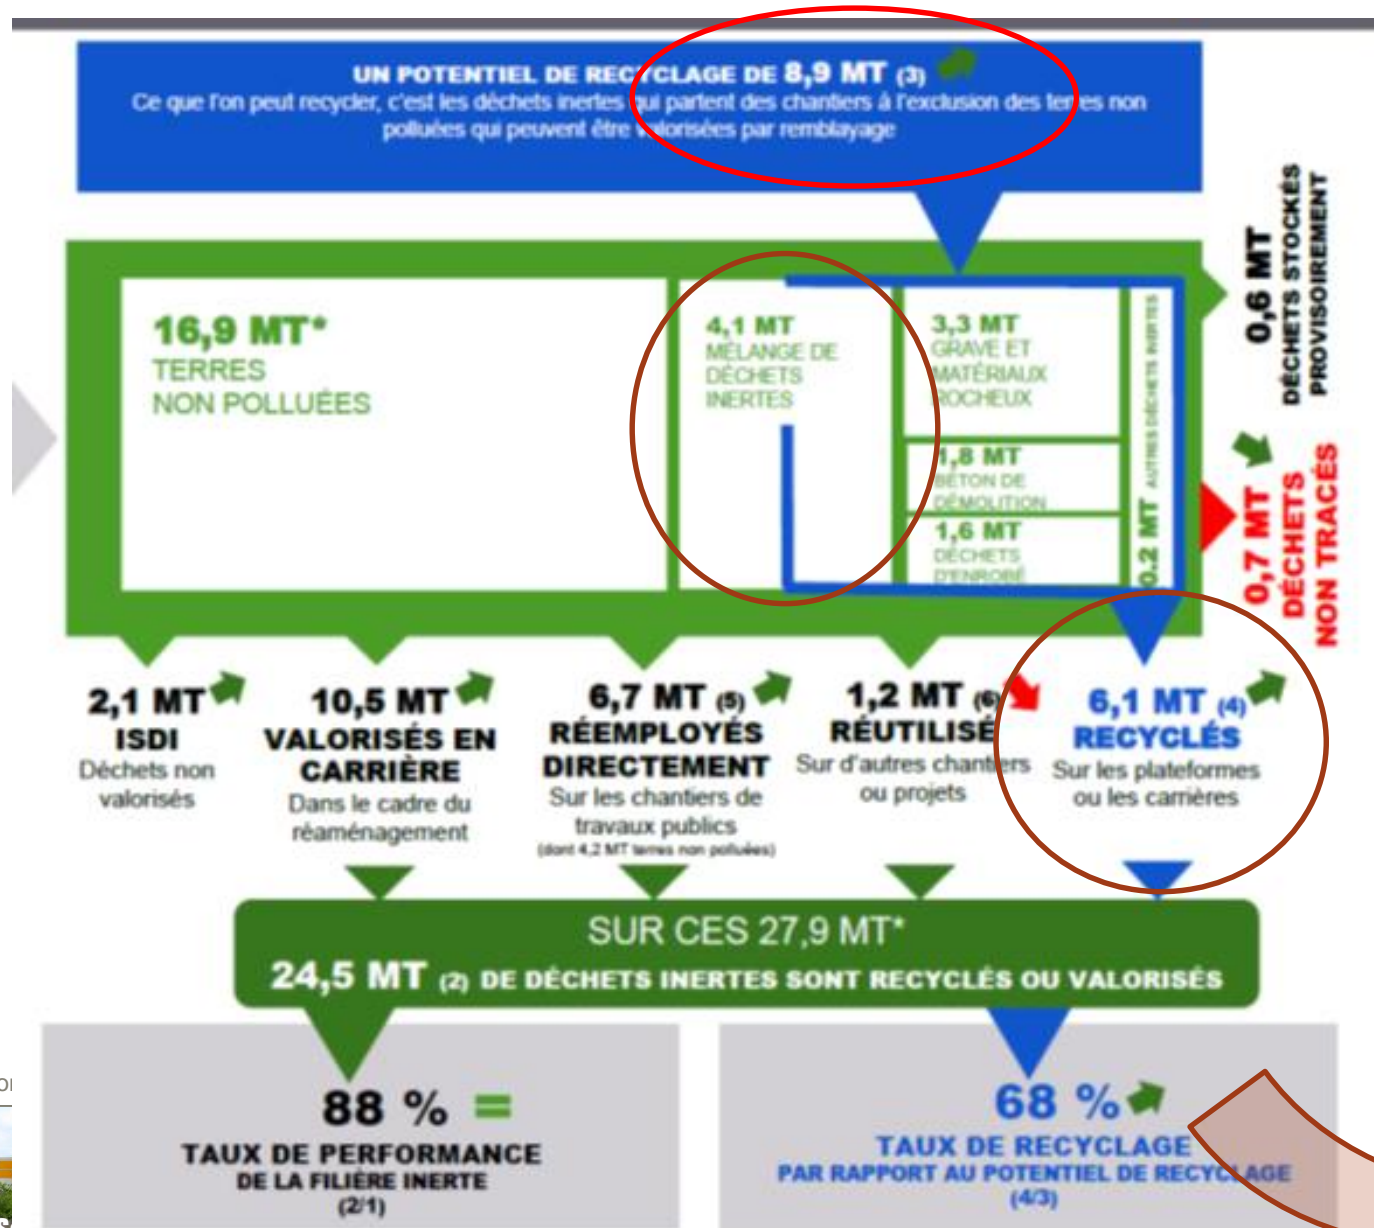 UN POTENTIEL DE RECYCLAGE DE 8,9 MT (3)
Ce que l'on peut recycler, c'est les déchets inertes qui partent des chantiers à l'exclusion des terres non
polluées qui peuvent être valorisées par remblayage
0,6 MT
DÉCHETS STOCKÉS
PROVISOIREMENT
16,9 MT*
TERRES
NON POLLUÉES
4,1 MT
MÉLANGE DE
DÉCHETS
INERTES
3,3 MT
GRAVE ET
MATÉRIAUX
ROCHEUX
1,8 MT
BÉTON DE
DÉMOLITION
1,6 MT
DÉCHETS
D'ENROBÉ
0.2 MT AUTRES DÉCHETS INERTES
0,7 MT
DÉCHETS
NON TRACÉS
2,1 MT
ISDI
Déchets non
valorisés
10,5 MT
VALORISÉS EN
CARRIÈRE
Dans le cadre du
réaménagement
6,7 MT (5)
RÉEMPLOYÉS
DIRECTEMENT
Sur les chantiers de
travaux publics
(dont 4,2 MT terres non polluées)
1,2 MT (6)
RÉUTILISÉ
Sur d'autres chantiers
ou projets
6,1 MT (4)
RECYCLÉS
Sur les plateformes
ou les carrières
SUR CES 27,9 MT*
24,5 MT (2) DE DÉCHETS INERTES SONT RECYCLÉS OU VALORISÉS
88 % =
TAUX DE PERFORMANCE
DE LA FILIÈRE INERTE
(2/1)
68 %
TAUX DE RECYCLAGE
PAR RAPPORT AU POTENTIEL DE RECYCLAGE
(4/3)